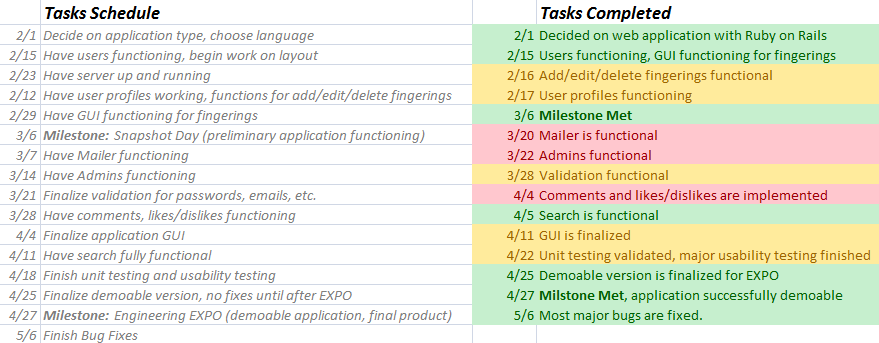 Tasks Schedule Tasks Completed
2/1 Decide on application type, choose language 2/1 Decided on web application with Ruby on Rails
2/15 Have users functioning, begin work on layout 2/15 Users functioning, GUI functioning for fingerings
2/23 Have server up and running 2/16 Add/edit/delete fingerings functional
2/12 Have user profiles working, functions for add/edit/delete fingerings 2/17 User profiles functioning
2/29 Have GUI functioning for fingerings 3/6 Milestone Met
3/6 Milestone: Snapshot Day (preliminary application functioning) 3/20 Mailer is functional
3/7 Have Mailer functioning 3/22 Admins functional
3/14 Have Admins functioning 3/28 Validation functional
3/21 Finalize validation for passwords, emails, etc. 4/4 Comments and likes/dislikes are implemented
3/28 Have comments, likes/dislikes functioning 4/5 Search is functional
4/4 Finalize application GUI 4/11 GUI is finalized
4/11 Have search fully functional 4/22 Unit testing validated, major usability testing finished
4/18 Finish unit testing and usability testing 4/25 Demoable version is finalized for EXPO
4/25 Finalize demoable version, no fixes until after EXPO 4/27 Milstone Met, application successfully demoable
4/27 Milestone: Engineering EXPO (demoable application, final product) 5/6 Most major bugs are fixed.
5/6 Finish Bug Fixes